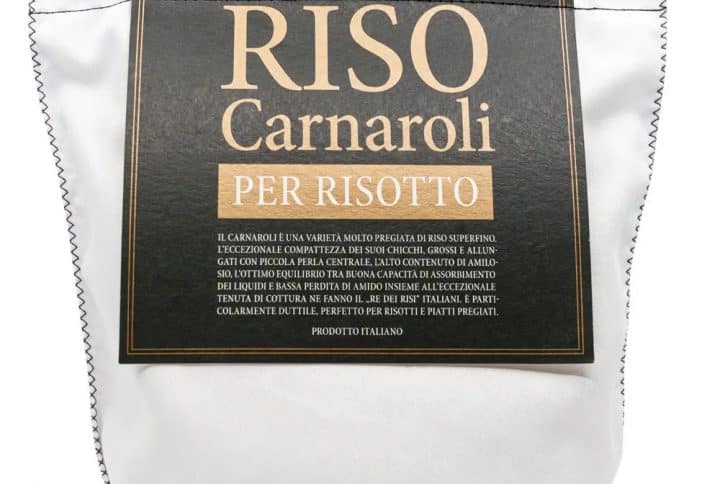 RISO
Carnaroli
PER RISOTTO
IL CARNAROLI È UNA VARIETÀ MOLTO PREGIATA DI RISO SUPERFINO.
L'ECCEZIONALE COMPATTEZZA DEI SUOI CHICCHI, GROSSI E ALLUN-
GATI CON PICCOLA PERLA CENTRALE, L'ALTO CONTENUTO DI AMILO-
SIO, L'OTTIMO EQUILIBRIO TRA BUONA CAPACITÀ DI ASSORBIMENTO
DEI LIQUIDI E BASSA PERDITA DI AMIDO INSIEME ALL'ECCEZIONALE
TENUTA DI COTTURA NE FANNO IL „RE DEI RISI" ITALIANI. È PARTI-
COLARMENTE DUTTILE, PERFETTO PER RISOTTI E PIATTI PREGIATI.
PRODOTTO ITALIANO